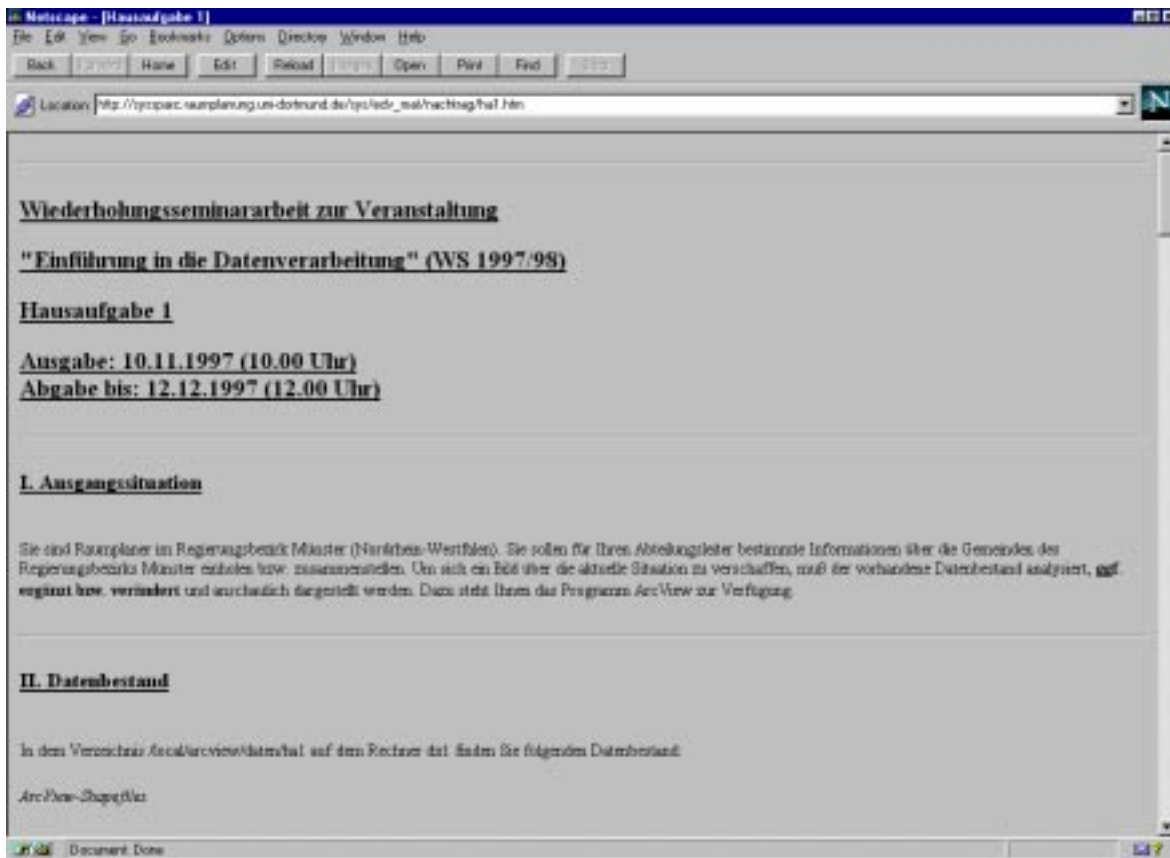 Netscape - [Hausaufgabe 1]
File Edit View Go Bookmarks Options Directory Window Help
Back Forward Home Edit Reload Images Open Print Find Stop
Location: http://syssparc.raumplanung.uni-dortmund.de/sys/edv_mat/nachtrag/ha1.htm
Wiederholungsseminararbeit zur Veranstaltung
"Einführung in die Datenverarbeitung" (WS 1997/98)
Hausaufgabe 1
Ausgabe: 10.11.1997 (10.00 Uhr)
Abgabe bis: 12.12.1997 (12.00 Uhr)
I. Ausgangssituation
Sie sind Raumplaner im Regierungsbezirk Münster (Nordrhein-Westfalen). Sie sollen für Ihren Abteilungsleiter bestimmte Informationen über die Gemeinden des
Regierungsbezirks Münster einholen bzw. zusammenstellen. Um sich ein Bild über die aktuelle Situation zu verschaffen, muß der vorhandene Datenbestand analysiert, ggf.
ergänzt bzw. verändert und anschaulich dargestellt werden. Dazu steht Ihnen das Programm ArcView zur Verfügung.
II. Datenbestand
In dem Verzeichnis /local/arcview/daten/ha1 auf dem Rechner finden Sie folgenden Datenbestand:
ArcView-Shapefiles
Document: Done